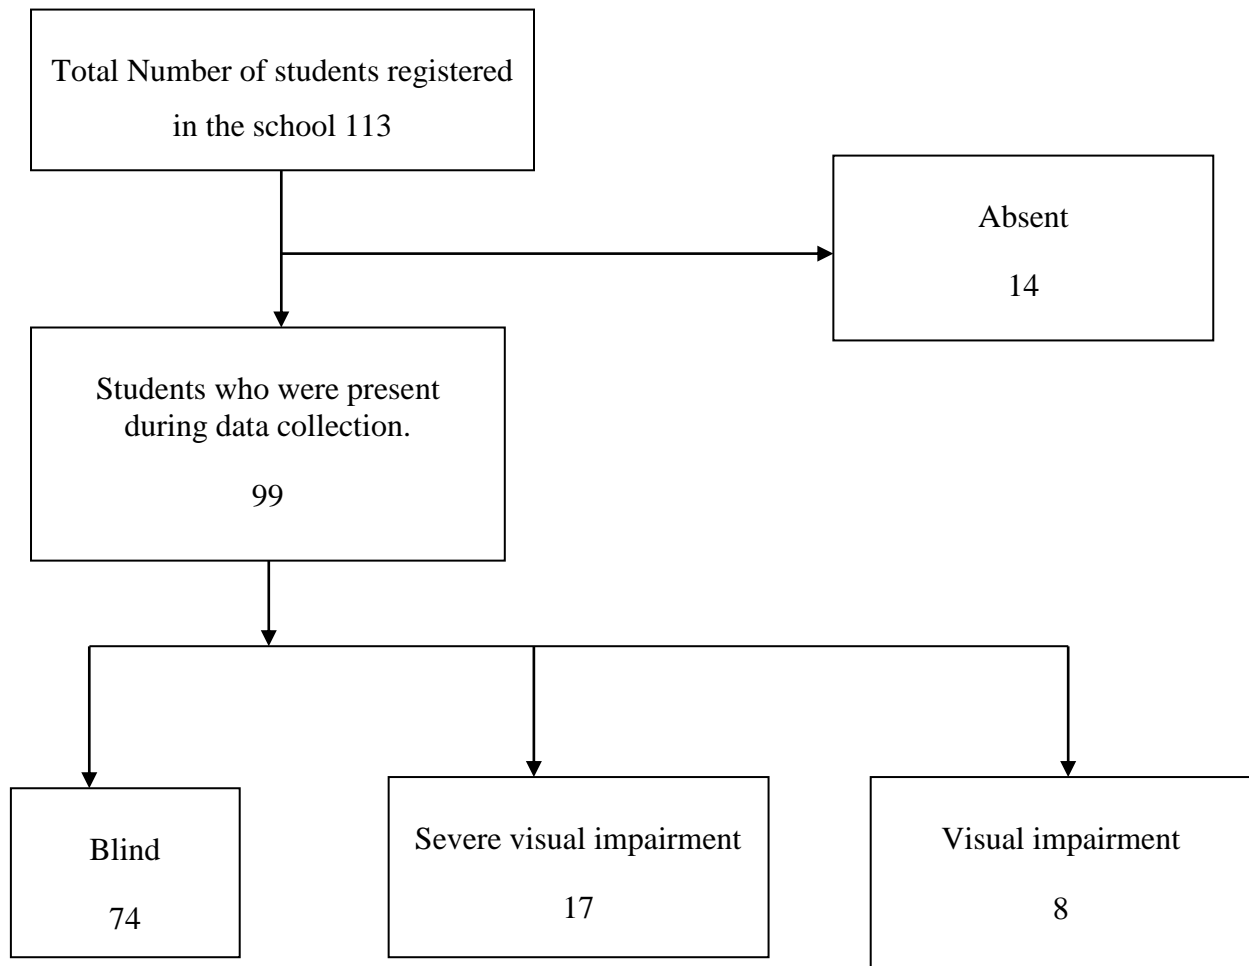 Total Number of students registered
in the school 113
Absent
14
Students who were present
during data collection.
99
Blind
74
Severe visual impairment
17
Visual impairment
8